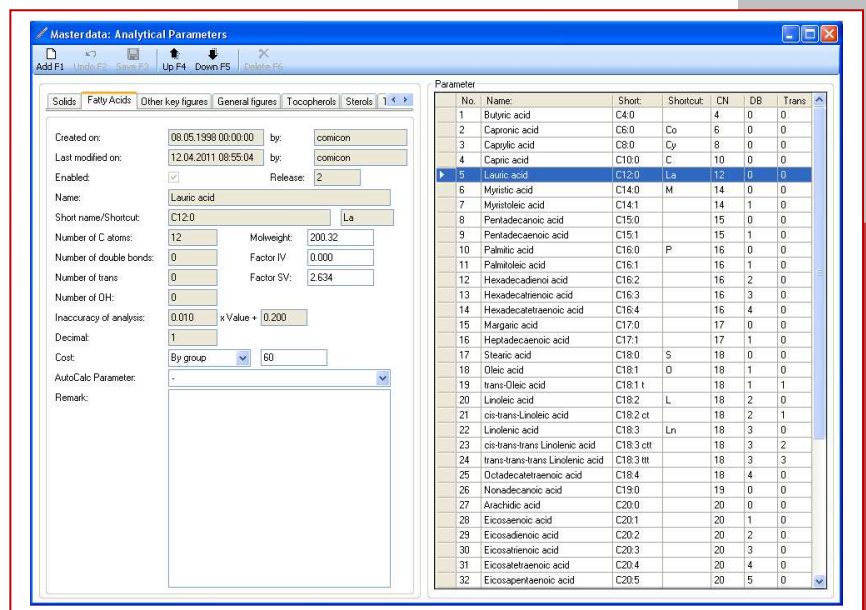 Masterdata: Analytical Parameters
Add F1 Undo F2 Save F3 Up F4 Down F5 Delete F6
Solids Fatty Acids Other key figures General figures Tocopherols Sterols
Created on: 08.05.1998 00:00:00 by: comicon
Last modified on: 12.04.2011 08:55:04 by: comicon
Enabled: Release: 2
Name: Lauric acid
Short name/Shortcut: C12:0 La
Number of C atoms: 12 Molweight: 200.32
Number of double bonds: 0 Factor IV 0.000
Number of trans 0 Factor SV: 2.634
Number of OH: 0
Inaccuracy of analysis: 0.010 x Value + 0.200
Decimal: 1
Cost: By group 60
AutoCalc Parameter: -
Remark:
Parameter
No. Name: Short: Shortcut: CN DB Trans
1 Butyric acid C4:0 4 0 0
2 Capronic acid C6:0 Co 6 0 0
3 Caprylic acid C8:0 Cy 8 0 0
4 Capric acid C10:0 C 10 0 0
5 Lauric acid C12:0 La 12 0 0
6 Myristic acid C14:0 M 14 0 0
7 Myristoleic acid C14:1 14 1 0
8 Pentadecanoic acid C15:0 15 0 0
9 Pentadecaenoic acid C15:1 15 1 0
10 Palmitic acid C16:0 P 16 0 0
11 Palmitoleic acid C16:1 16 1 0
12 Hexadecadienoi acid C16:2 16 2 0
13 Hexadecatrienoic acid C16:3 16 3 0
14 Hexadecatetraenoic acid C16:4 16 4 0
15 Margaric acid C17:0 17 0 0
16 Heptadecaenoic acid C17:1 17 1 0
17 Stearic acid C18:0 S 18 0 0
18 Oleic acid C18:1 O 18 1 0
19 trans-Oleic acid C18:1 t 18 1 1
20 Linoleic acid C18:2 L 18 2 0
21 cis-trans-Linoleic acid C18:2 ct 18 2 1
22 Linolenic acid C18:3 Ln 18 3 0
23 cis-trans-trans Linolenic acid C18:3 ctt 18 3 2
24 trans-trans-trans Linolenic acid C18:3 ttt 18 3 3
25 Octadecatetraenoic acid C18:4 18 4 0
26 Nonadecanoic acid C19:0 19 0 0
27 Arachidic acid C20:0 20 0 0
28 Eicosaenoic acid C20:1 20 1 0
29 Eicosadienoic acid C20:2 20 2 0
30 Eicosatrienoic acid C20:3 20 3 0
31 Eicosatetraenoic acid C20:4 20 4 0
32 Eicosapentaenoic acid C20:5 20 5 0